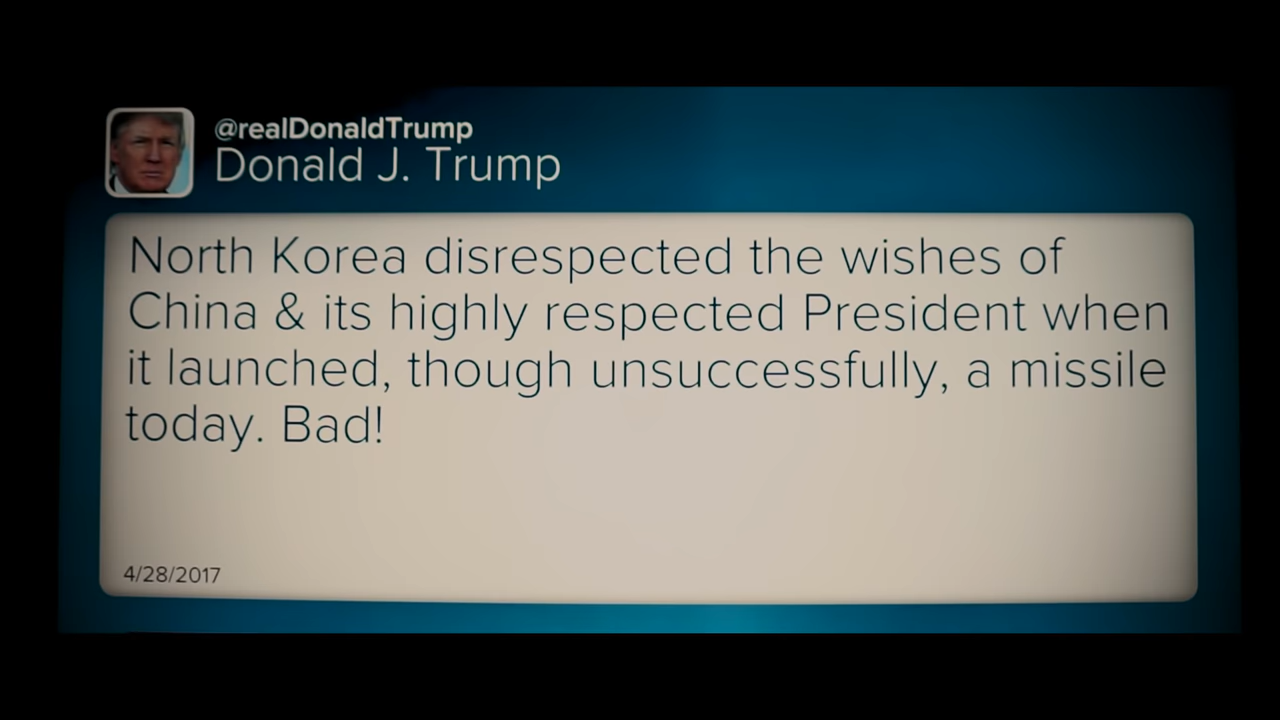 @realDonaldTrump
Donald J. Trump
North Korea disrespected the wishes of
China & its highly respected President when
it launched, though unsuccessfully, a missile
today. Bad!
4/28/2017